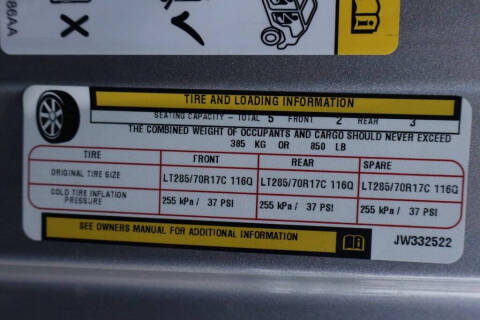 86AA
TIRE AND LOADING INFORMATION
SEATING CAPACITY - TOTAL 5 FRONT 2 REAR 3
THE COMBINED WEIGHT OF OCCUPANTS AND CARGO SHOULD NEVER EXCEED
385 KG OR 850 LB
TIRE FRONT REAR SPARE
ORIGINAL TIRE SIZE LT285/70R17C 116Q LT285/70R17C 116Q LT285/70R17C 116Q
COLD TIRE INFLATION
PRESSURE 255 kPa / 37 PSI 255 kPa / 37 PSI 255 kPa / 37 PSI
SEE OWNERS MANUAL FOR ADDITIONAL INFORMATION
JW332522